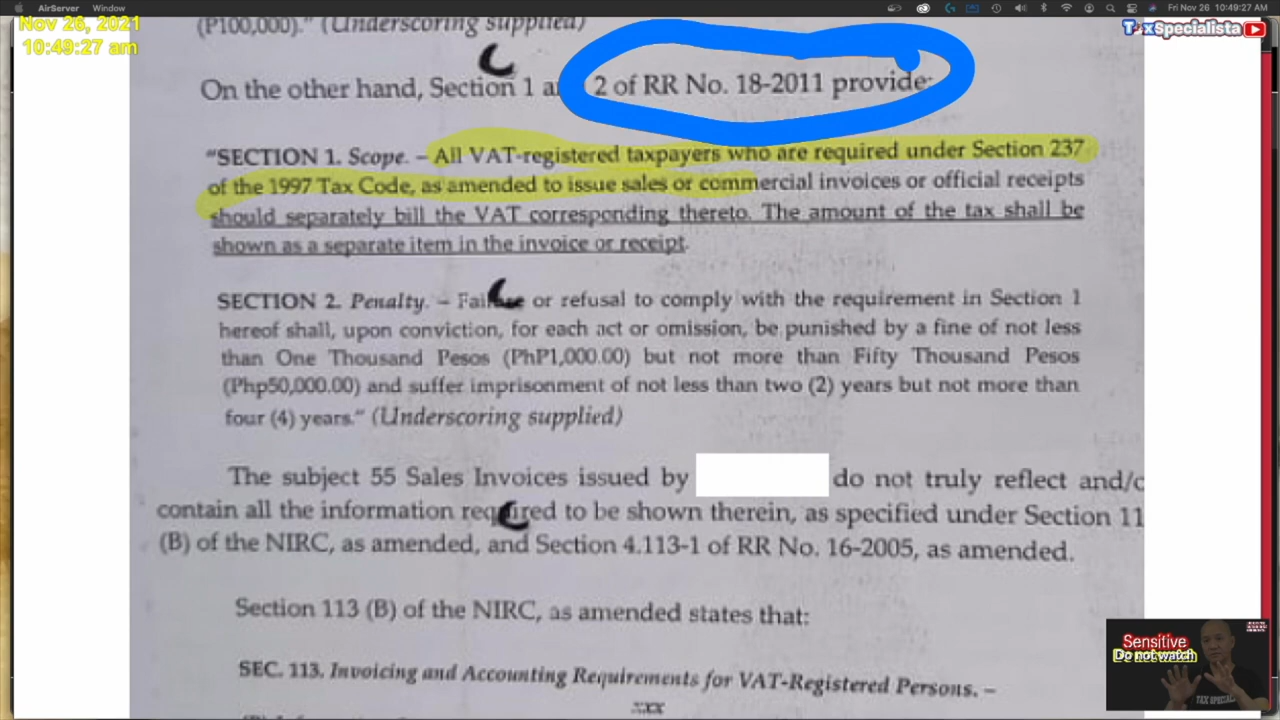 AirServer Window
Fri Nov 26 10:49:27 AM
Nov 26, 2021
10:49:27 am
TaxSpecialista
(P100,000)." (Underscoring supplied)
On the other hand, Section 1 2 of RR No. 18-2011 provide:
"SECTION 1. Scope. – All VAT-registered taxpayers who are required under Section 237
of the 1997 Tax Code, as amended to issue sales or commercial invoices or official receipts
should separately bill the VAT corresponding thereto. The amount of the tax shall be
shown as a separate item in the invoice or receipt.
SECTION 2. Penalty. – or refusal to comply with the requirement in Section 1
hereof shall, upon conviction, for each act or omission, be punished by a fine of not less
than One Thousand Pesos (PhP1,000.00) but not more than Fifty Thousand Pesos
(Php50,000.00) and suffer imprisonment of not less than two (2) years but not more than
four (4) years." (Underscoring supplied)
The subject 55 Sales Invoices issued by do not truly reflect
contain all the information required to be shown therein, as specified under Section 11
(B) of the NIRC, as amended, and Section 4.113-1 of RR No. 16-2005, as amended.
Section 113 (B) of the NIRC, as amended states that:
SEC. 113. Invoicing and Accounting Requirements for VAT-Registered Persons. –
xxx
Sensitive
Do not watch